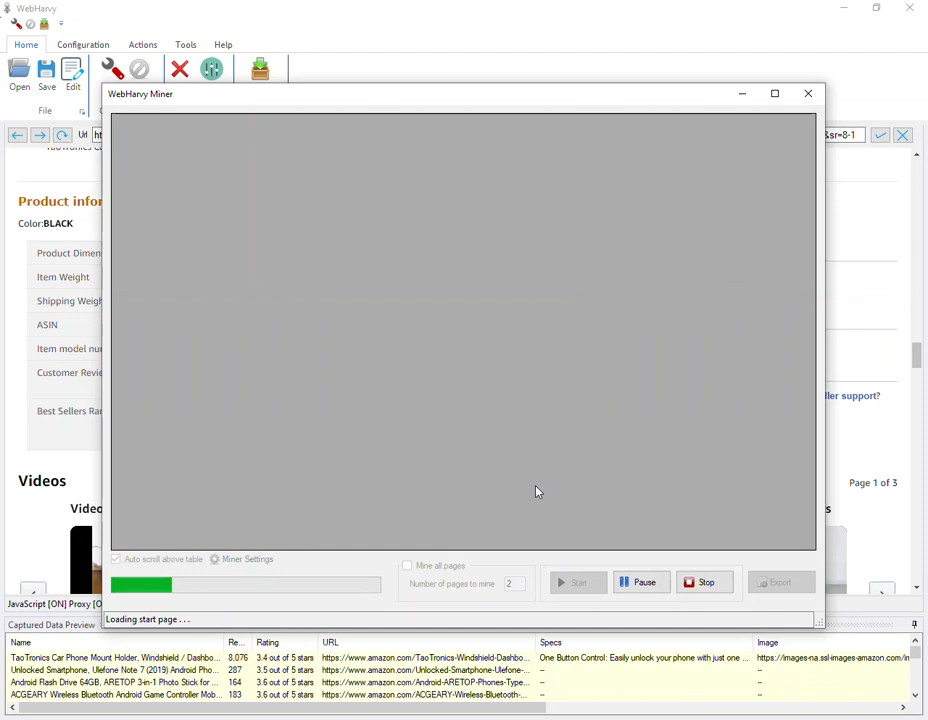 WebHarvy
Home Configuration Actions Tools Help
Open Save Edit
File
WebHarvy Miner
Url
&sr=8-1
Product infor
Color:BLACK
Product Dimen
Item Weight
Shipping Weigh
ASIN
Item model nu
Customer Revie
Best Sellers Ra
ller support?
Videos
Page 1 of 3
Video
s
Auto scroll above table Miner Settings
Mine all pages
Number of pages to mine 2
Start Pause Stop Export
Loading start page . . .
JavaScript [ON] Proxy [O
Captured Data Preview
Name Re... Rating URL Specs Image
TaoTronics Car Phone Mount Holder, Windshield / Dashbo... 8,076 3.4 out of 5 stars https://www.amazon.com/TaoTronics-Windshield-Dashbo... One Button Control: Easily unlock your phone with just one ... https://images-na.ssl-images-amazon.com/in
Unlocked Smartphone, Ulefone Note 7 (2019) Android Pho... 287 3.5 out of 5 stars https://www.amazon.com/Unlocked-Smartphone-Ulefone-... -- --
Android Flash Drive 64GB, ARETOP 3-in-1 Photo Stick for ... 164 3.6 out of 5 stars https://www.amazon.com/Android-ARETOP-Phones-Type... -- --
ACGEARY Wireless Bluetooth Android Game Controller Mob... 183 3.6 out of 5 stars https://www.amazon.com/ACGEARY-Wireless-Bluetooth-... -- --